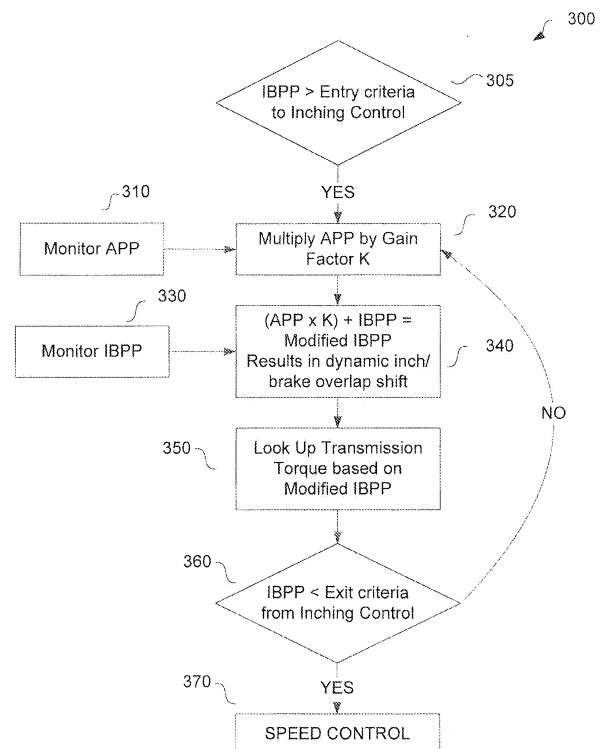 300
IBPP > Entry criteria
to Inching Control
305
YES
310
Monitor APP
Multiply APP by Gain
Factor K
320
330
Monitor IBPP
(APP x K) + IBPP =
Modified IBPP
Results in dynamic inch/
brake overlap shift
340
NO
350
Look Up Transmission
Torque based on
Modified IBPP
360
IBPP < Exit criteria
from Inching Control
YES
370
SPEED CONTROL